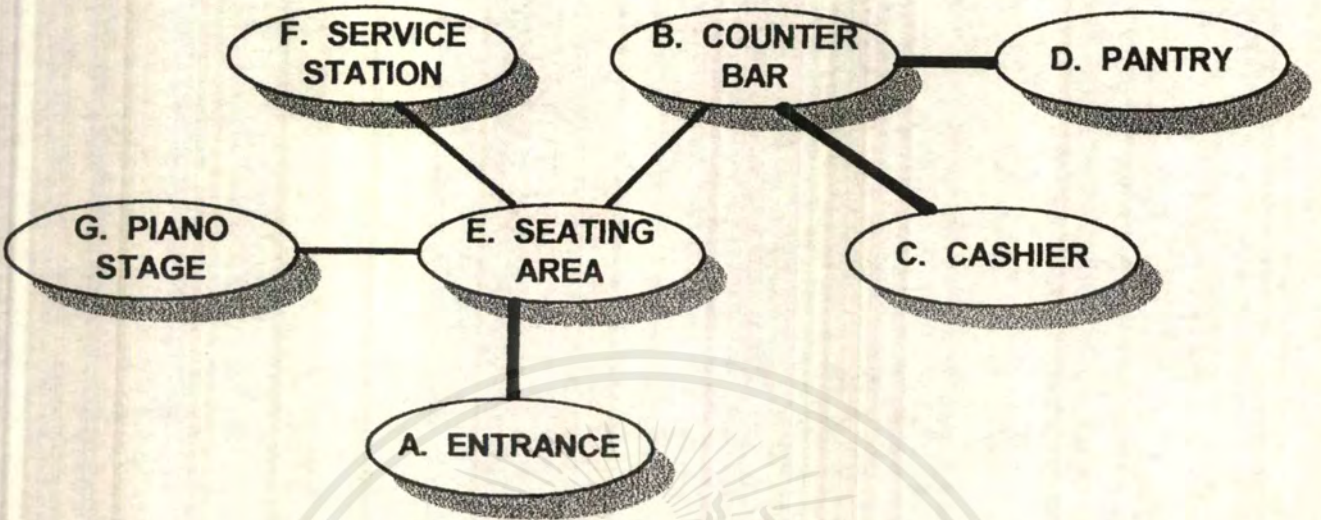 F. SERVICE
STATION
B. COUNTER
BAR
D. PANTRY
G. PIANO
STAGE
E. SEATING
AREA
C. CASHIER
A. ENTRANCE